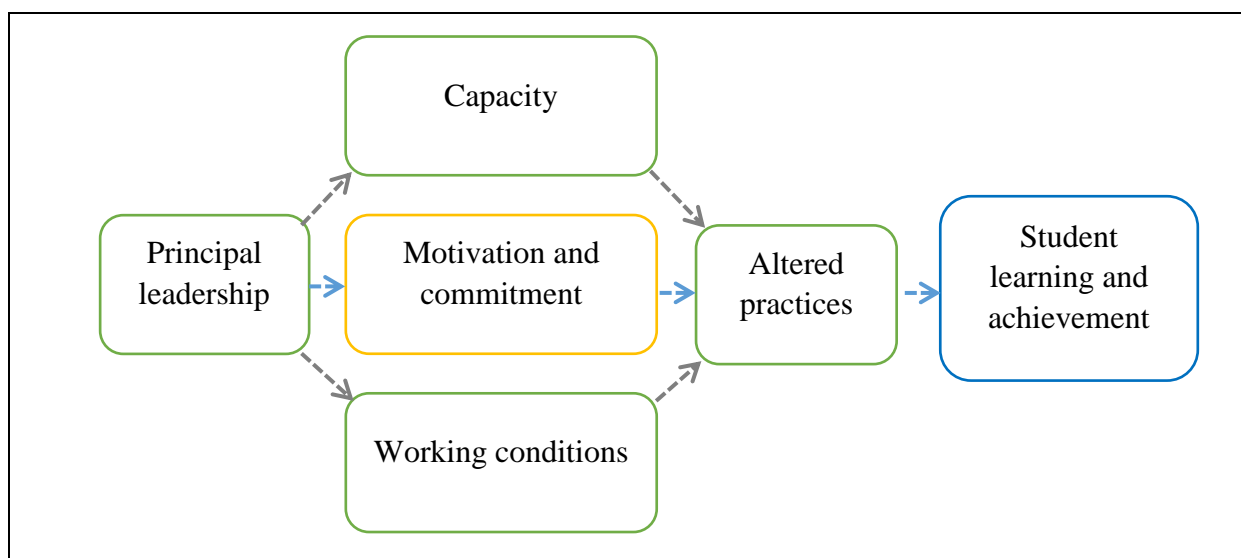 Capacity
Principal
leadership
Motivation and
commitment
Working conditions
Altered
practices
Student
learning and
achievement